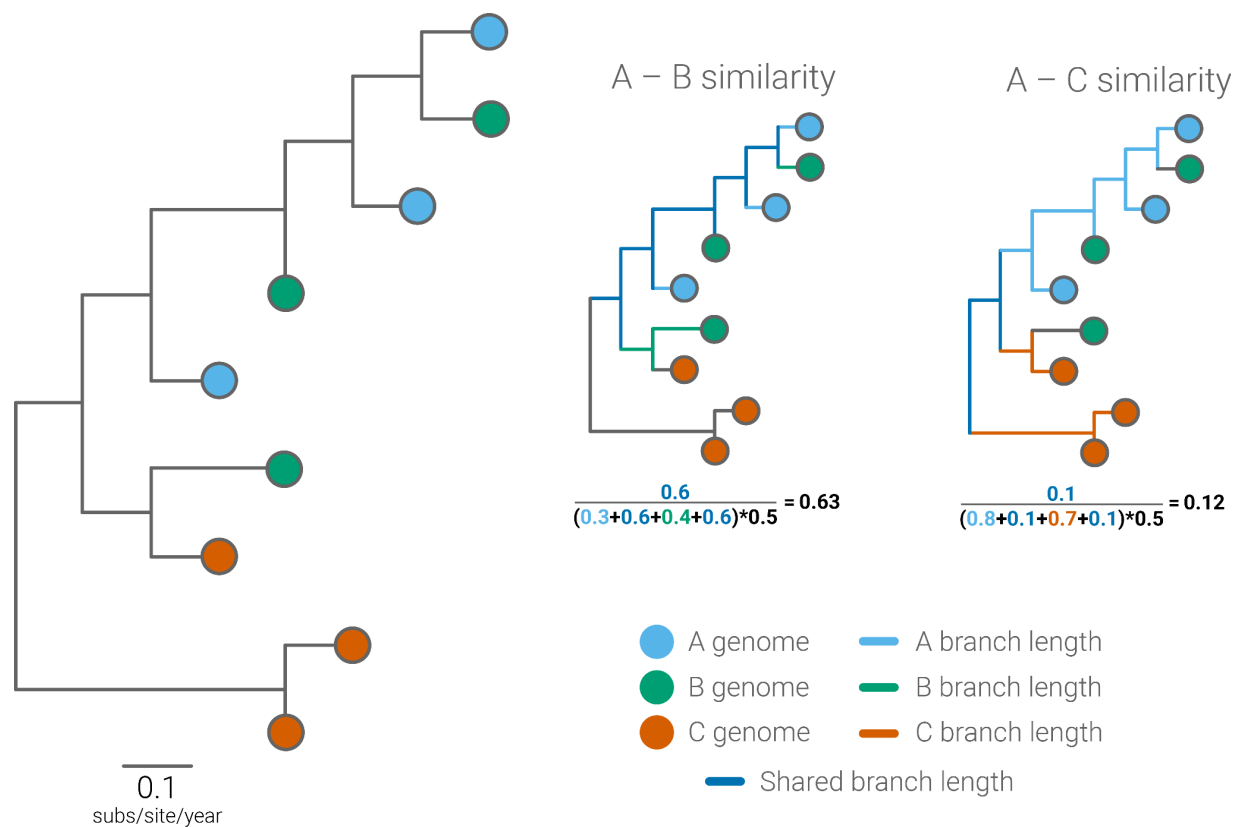 A – B similarity
A – C similarity
0.6
(0.3+0.6+0.4+0.6)*0.5 = 0.63
0.1
(0.8+0.1+0.7+0.1)*0.5 = 0.12
A genome
A branch length
B genome
B branch length
C genome
C branch length
Shared branch length
0.1
subs/site/year